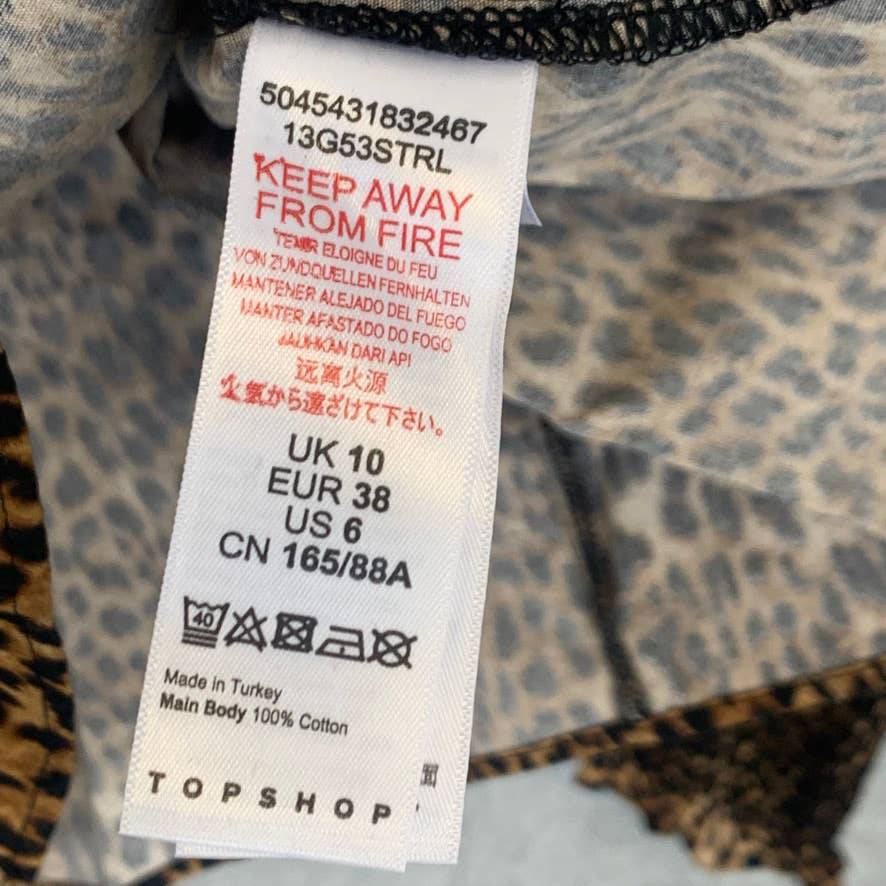 5045431832467
13G53STRL
KEEP AWAY
FROM FIRE
TENIR ELOIGNE DU FEU
VON ZUNDQUELLEN FERNHALTEN
MANTENER ALEJADO DEL FUEGO
MANTER AFASTADO DO FOGO
JAUHKAN DARI API
远离火源
火気から遠ざけて下さい。
UK 10
EUR 38
US 6
CN 165/88A
40
Made in Turkey
Main Body 100% Cotton
TOPSHOP